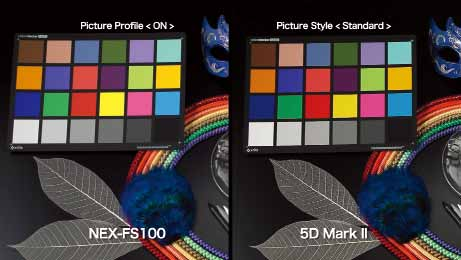 Picture Profile < ON >
Picture Style < Standard >
NEX-FS100
5D Mark II